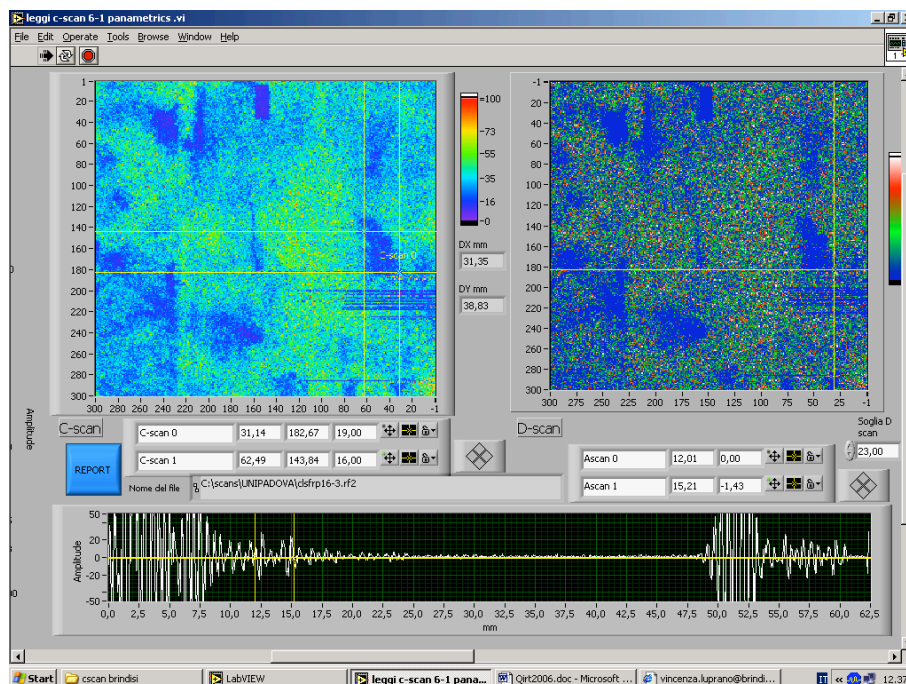 leggi c-scan 6-1 panametrics .vi
File Edit Operate Tools Browse Window Help
1
1 20 40 60 80 100 120 140 160 180 200 220 240 260 280 300
300 280 260 240 220 200 180 160 140 120 100 80 60 40 20 -1
C-scan 0
=100 -73 -55 -35 -16 -0
DX mm
31,35
DY mm
38,83
-1 20 40 60 80 100 120 140 160 180 200 220 240 260 280 300
300 275 250 225 200 175 150 125 100 75 50 25 -1
Amplitude
C-scan
C-scan 0 31,14 182,67 19,00
C-scan 1 62,49 143,84 16,00
REPORT
Nome del file C:\scans\UNIPADOVA\clsfrp16-3.rf2
D-scan
Soglia D scan
23,00
Ascan 0 12,01 0,00
Ascan 1 15,21 -1,43
Amplitude
50 20 0 -20 -50
0,0 2,5 5,0 7,5 10,0 12,5 15,0 17,5 20,0 22,5 25,0 27,5 30,0 32,5 35,0 37,5 40,0 42,5 45,0 47,5 50,0 52,5 55,0 57,5 60,0 62,5
mm
Start cscan brindisi LabVIEW leggi c-scan 6-1 pana... Qirt2006.doc - Microsoft ... vincenza.luprano@brindi... IT « 12.37